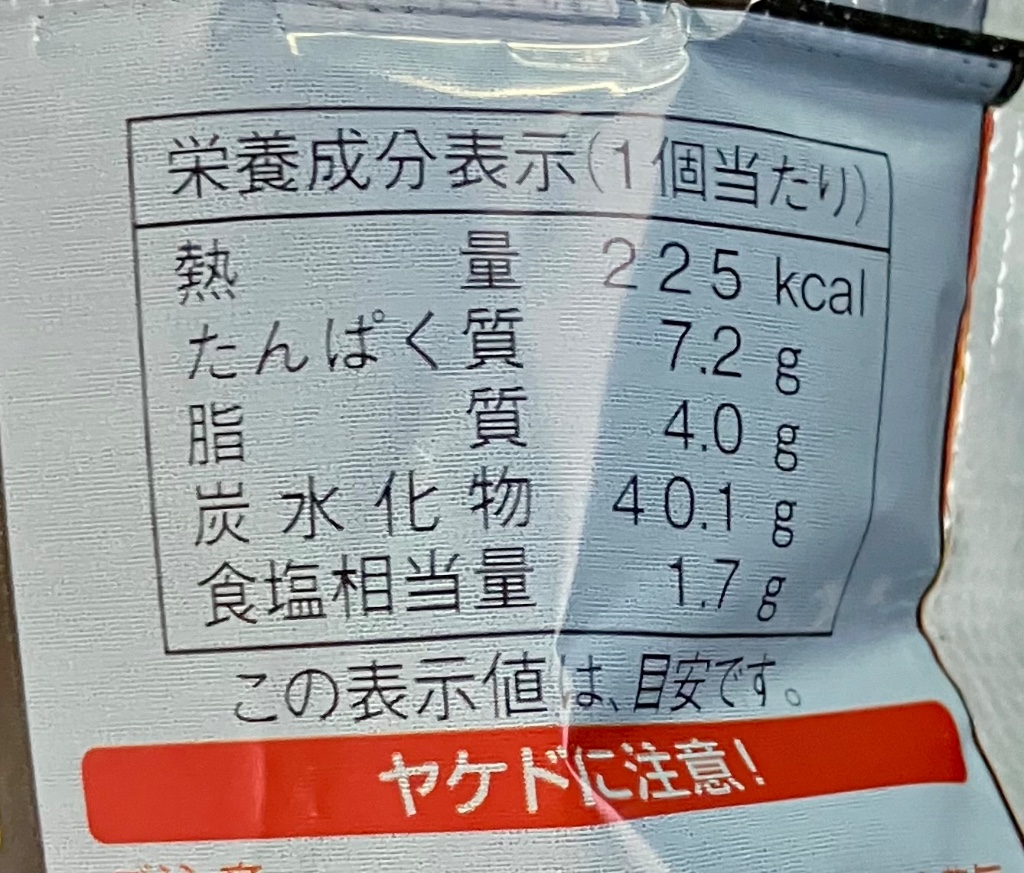 栄養成分表示(1個当たり)
熱量 225 kcal
たんぱく質 7.2 g
脂質 4.0 g
炭水化物 40.1 g
食塩相当量 1.7 g
この表示値は、目安です。
ヤケドに注意!